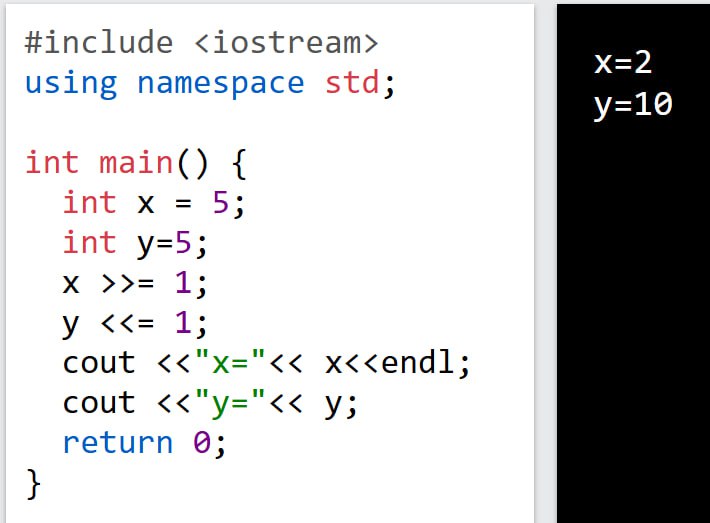 #include <iostream>
using namespace std;
int main() {
int x = 5;
int y=5;
x >>= 1;
y <<= 1;
cout <<"x="<< x<<endl;
cout <<"y="<< y;
return 0;
}
x=2
y=10